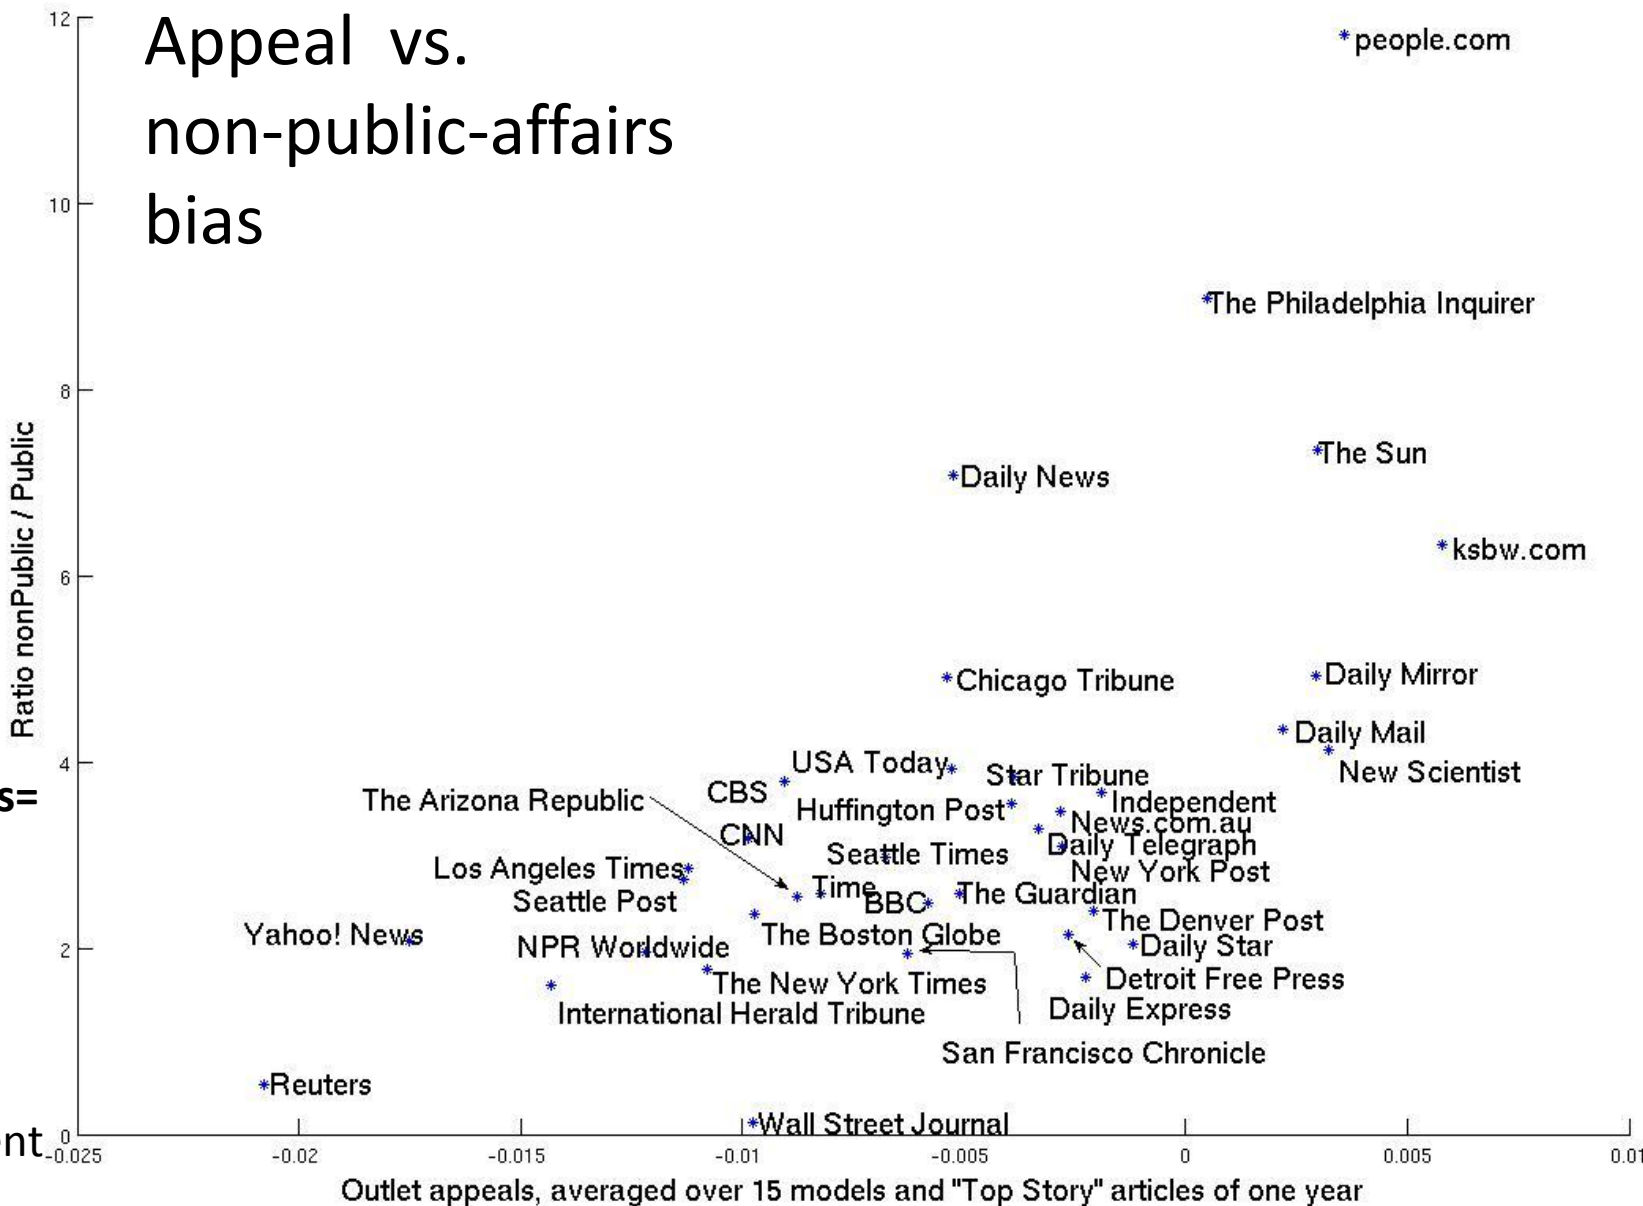 Appeal vs.
non-public-affairs
bias
12
10
8
6
4
2
0
Ratio nonPublic / Public
s=
nt
people.com
The Philadelphia Inquirer
The Sun
Daily News
ksbw.com
Chicago Tribune
Daily Mirror
Daily Mail
New Scientist
USA Today
Star Tribune
CBS
The Arizona Republic
Huffington Post
Independent
News.com.au
CNN
Daily Telegraph
Seattle Times
Los Angeles Times
New York Post
Time
The Guardian
BBC
Seattle Post
The Denver Post
Yahoo! News
The Boston Globe
NPR Worldwide
Daily Star
The New York Times
Detroit Free Press
Daily Express
International Herald Tribune
San Francisco Chronicle
Reuters
Wall Street Journal
-0.025
-0.02
-0.015
-0.01
-0.005
0
0.005
0.01
Outlet appeals, averaged over 15 models and "Top Story" articles of one year